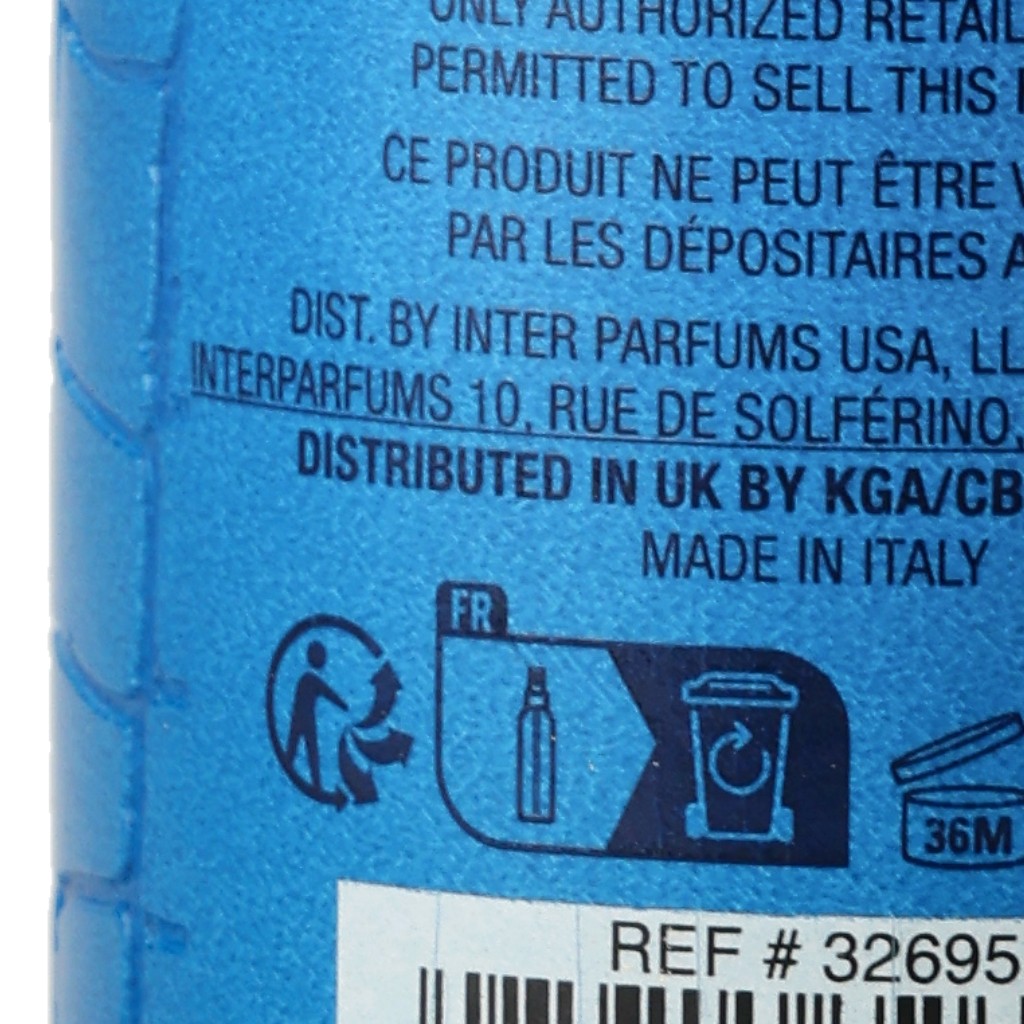 ONLY AUTHORIZED RETAIL
PERMITTED TO SELL THIS
CE PRODUIT NE PEUT ÊTRE
PAR LES DÉPOSITAIRES A
DIST. BY INTER PARFUMS USA, LL
INTERPARFUMS 10, RUE DE SOLFÉRINO,
DISTRIBUTED IN UK BY KGA/CB
MADE IN ITALY
FR
36M
REF # 32695